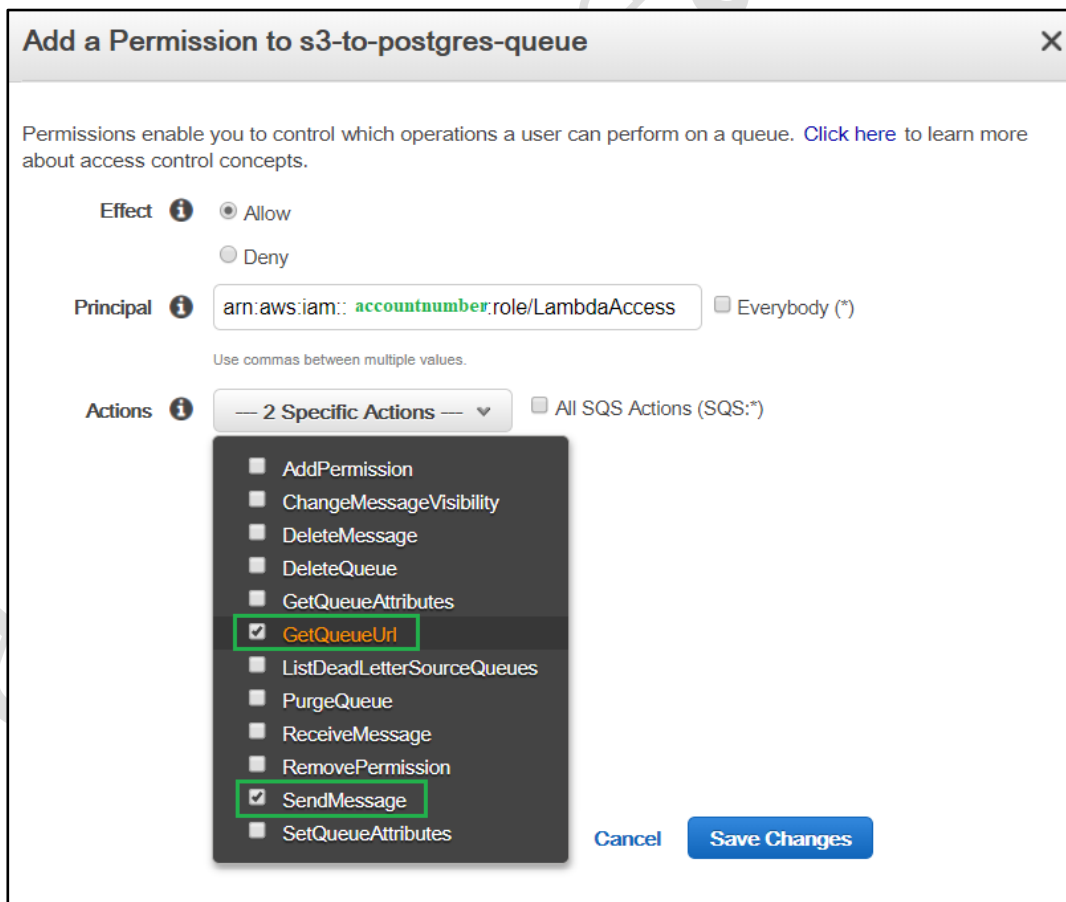 Add a Permission to s3-to-postgres-queue
Permissions enable you to control which operations a user can perform on a queue. Click here to learn more
about access control concepts.
Effect
Allow
Deny
Principal
arn:aws:iam:: accountnumber:role/LambdaAccess
Everybody (*)
Use commas between multiple values.
Actions
--- 2 Specific Actions ---
All SQS Actions (SQS:*)
AddPermission
ChangeMessageVisibility
DeleteMessage
DeleteQueue
GetQueueAttributes
GetQueueUrl
ListDeadLetterSourceQueues
PurgeQueue
ReceiveMessage
RemovePermission
SendMessage
SetQueueAttributes
Cancel
Save Changes